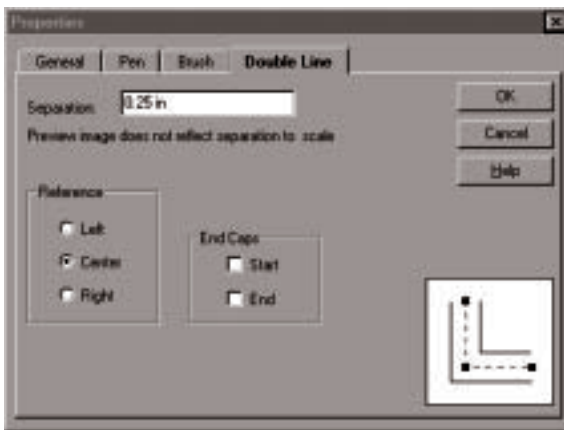 Properties
General Pen Brush Double Line
Separation 0.25 in
OK
Preview image does not reflect separation to scale
Cancel
Help
Reference
Left
Center
Right
End Caps
Start
End